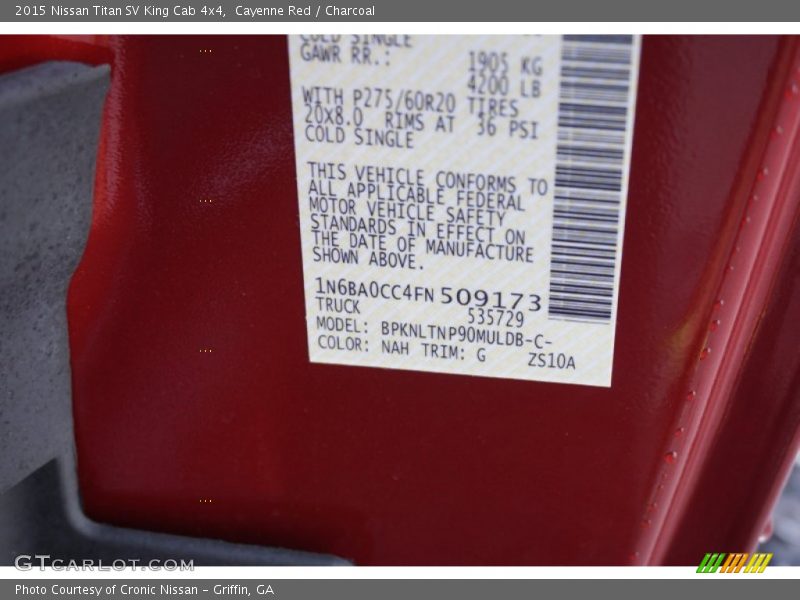 2015 Nissan Titan SV King Cab 4x4, Cayenne Red / Charcoal
COLD SINGLE
GAWR RR.: 1905 KG
4200 LB
WITH P275/60R20 TIRES
20x8.0 RIMS AT 36 PSI
COLD SINGLE
THIS VEHICLE CONFORMS TO
ALL APPLICABLE FEDERAL
MOTOR VEHICLE SAFETY
STANDARDS IN EFFECT ON
THE DATE OF MANUFACTURE
SHOWN ABOVE.
1N6BA0CC4FN509173
TRUCK 535729
MODEL: BPKNLTNP90MULDB-C-
COLOR: NAH TRIM: G ZS10A
GTCARLOT.COM
Photo Courtesy of Cronic Nissan - Griffin, GA